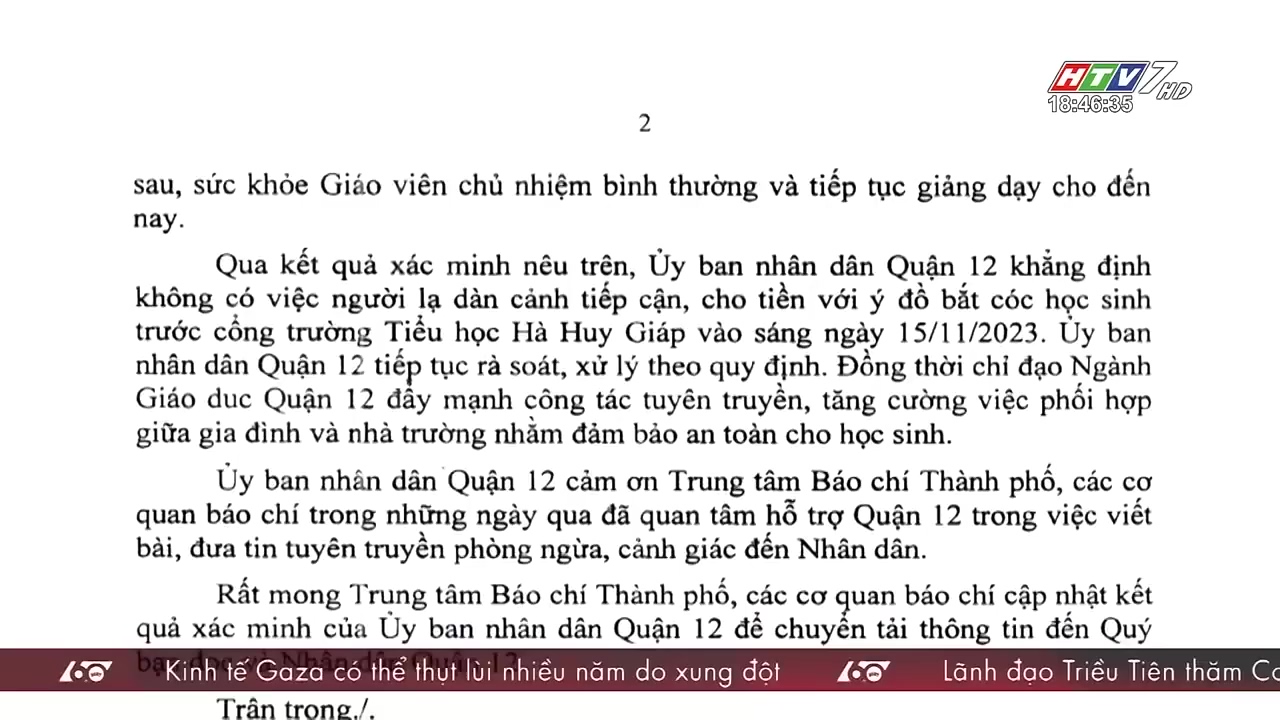 HTV7 HD
18:46:35
2
sau, sức khỏe Giáo viên chủ nhiệm bình thường và tiếp tục giảng dạy cho đến
nay.
Qua kết quả xác minh nêu trên, Ủy ban nhân dân Quận 12 khẳng định
không có việc người lạ dàn cảnh tiếp cận, cho tiền với ý đồ bắt cóc học sinh
trước cổng trường Tiểu học Hà Huy Giáp vào sáng ngày 15/11/2023. Ủy ban
nhân dân Quận 12 tiếp tục rà soát, xử lý theo quy định. Đồng thời chỉ đạo Ngành
Giáo duc Quận 12 đẩy mạnh công tác tuyên truyền, tăng cường việc phối hợp
giữa gia đình và nhà trường nhằm đảm bảo an toàn cho học sinh.
Ủy ban nhân dân Quận 12 cảm ơn Trung tâm Báo chí Thành phố, các cơ
quan báo chí trong những ngày qua đã quan tâm hỗ trợ Quận 12 trong việc viết
bài, đưa tin tuyên truyền phòng ngừa, cảnh giác đến Nhân dân.
Rất mong Trung tâm Báo chí Thành phố, các cơ quan báo chí cập nhật kết
quả xác minh của Ủy ban nhân dân Quận 12 để chuyển tải thông tin đến Quý
60 giây Kinh tế Gaza có thể thụt lùi nhiều năm do xung đột 60 giây Lãnh đạo Triều Tiên thăm
Trân trọng./.